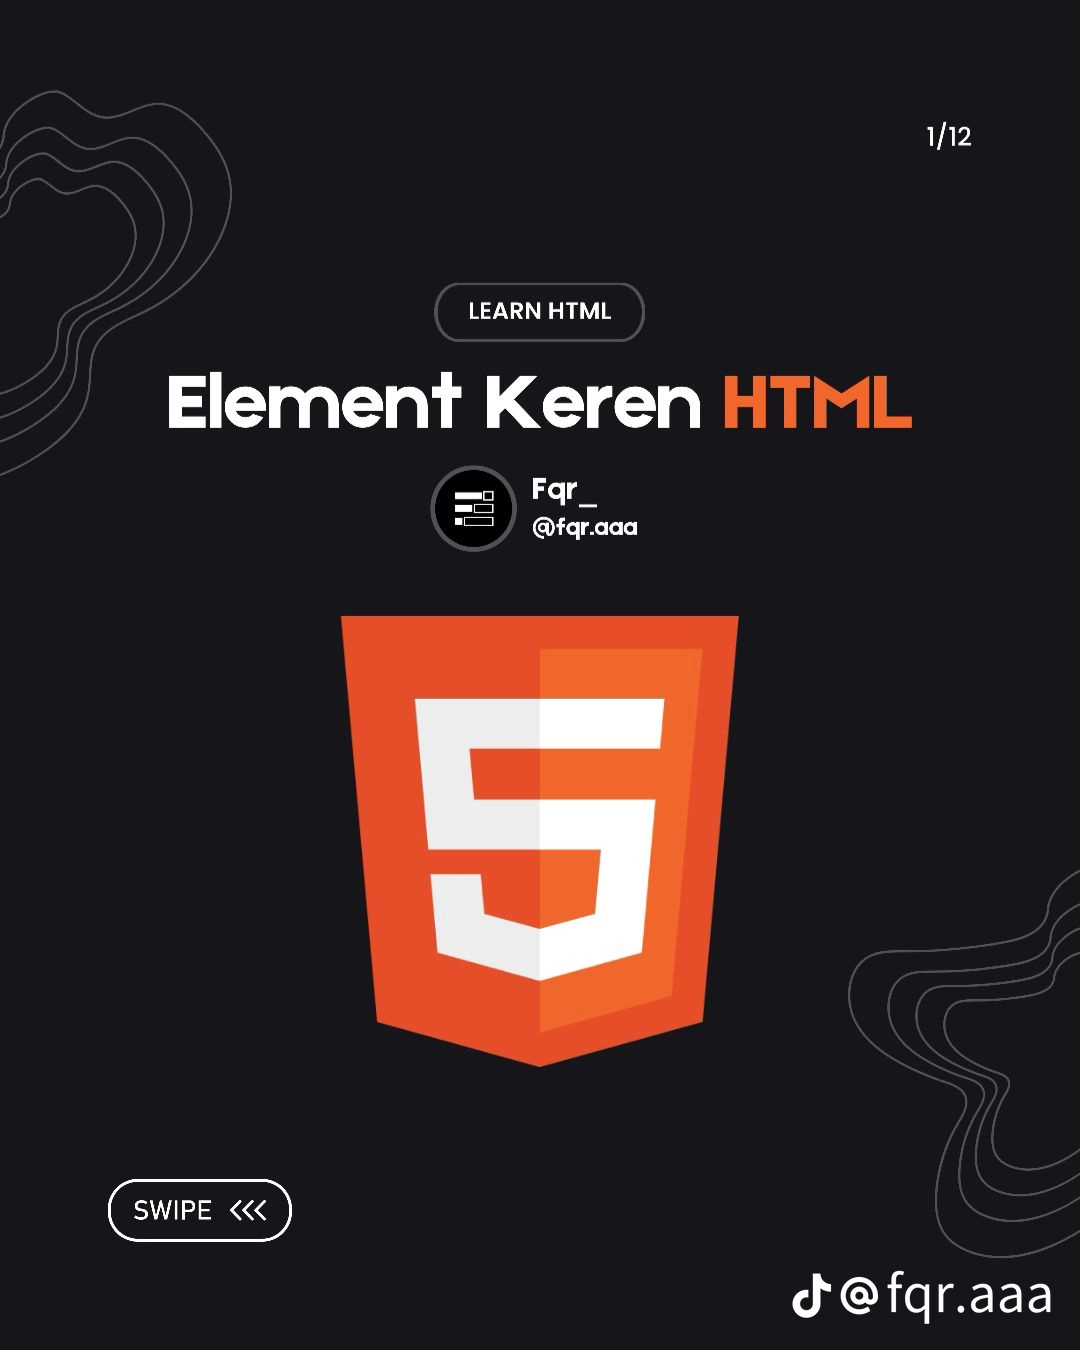 1/12
LEARN HTML
Element Keren HTML
Fqr_
@fqr.aaa
5
SWIPE <<<
@fqr.aaa